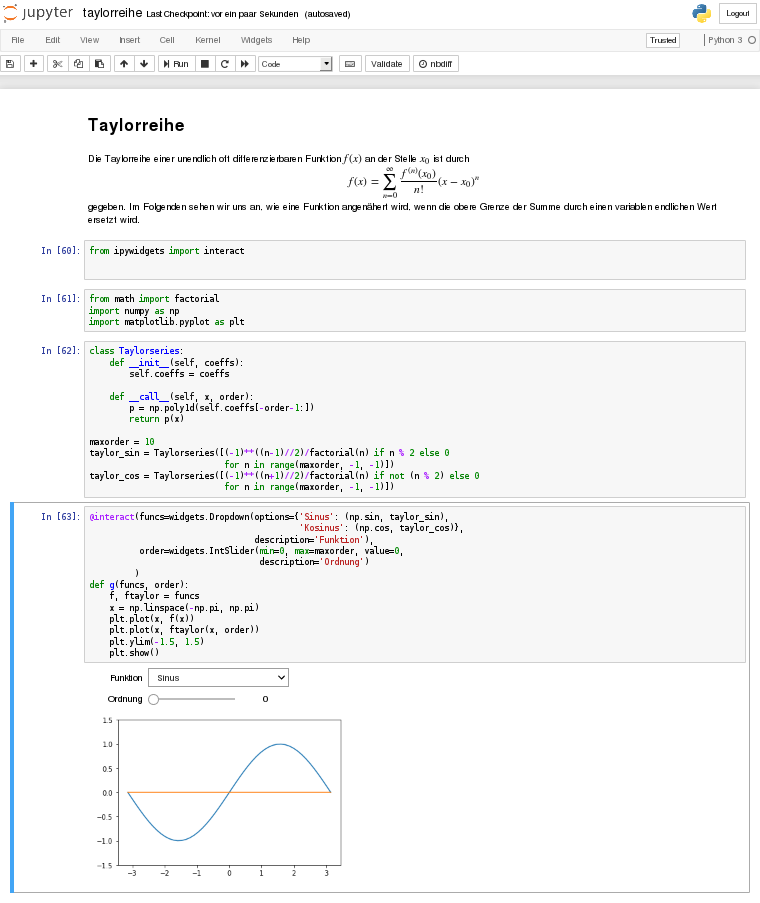 jupyter taylorreihe Last Checkpoint: vor ein paar Sekunden (autosaved) Logout
File Edit View Insert Cell Kernel Widgets Help Trusted Python 3
Run Code Validate nbdiff
Taylorreihe
Die Taylorreihe einer unendlich oft differenzierbaren Funktion f(x) an der Stelle x₀ ist durch
f(x) = ∑_{n=0}^{∞} f⁽ⁿ⁾(x₀)/n! (x − x₀)ⁿ
gegeben. Im Folgenden sehen wir uns an, wie eine Funktion angenähert wird, wenn die obere Grenze der Summe durch einen variablen endlichen Wert
ersetzt wird.
In [60]: from ipywidgets import interact
In [61]: from math import factorial
import numpy as np
import matplotlib.pyplot as plt
In [62]: class Taylorseries:
def __init__(self, coeffs):
self.coeffs = coeffs
def __call__(self, x, order):
p = np.poly1d(self.coeffs[-order-1:])
return p(x)
maxorder = 10
taylor_sin = Taylorseries([(-1)**((n-1)//2)/factorial(n) if n % 2 else 0
for n in range(maxorder, -1, -1)])
taylor_cos = Taylorseries([(-1)**((n+1)//2)/factorial(n) if not (n % 2) else 0
for n in range(maxorder, -1, -1)])
In [63]: @interact(funcs=widgets.Dropdown(options={'Sinus': (np.sin, taylor_sin),
'Kosinus': (np.cos, taylor_cos)},
description='Funktion'),
order=widgets.IntSlider(min=0, max=maxorder, value=0,
description='Ordnung')
)
def g(funcs, order):
f, ftaylor = funcs
x = np.linspace(-np.pi, np.pi)
plt.plot(x, f(x))
plt.plot(x, ftaylor(x, order))
plt.ylim(-1.5, 1.5)
plt.show()
Funktion Sinus
Ordnung 0
1.5
1.0
0.5
0.0
−0.5
−1.0
−1.5
−3 −2 −1 0 1 2 3